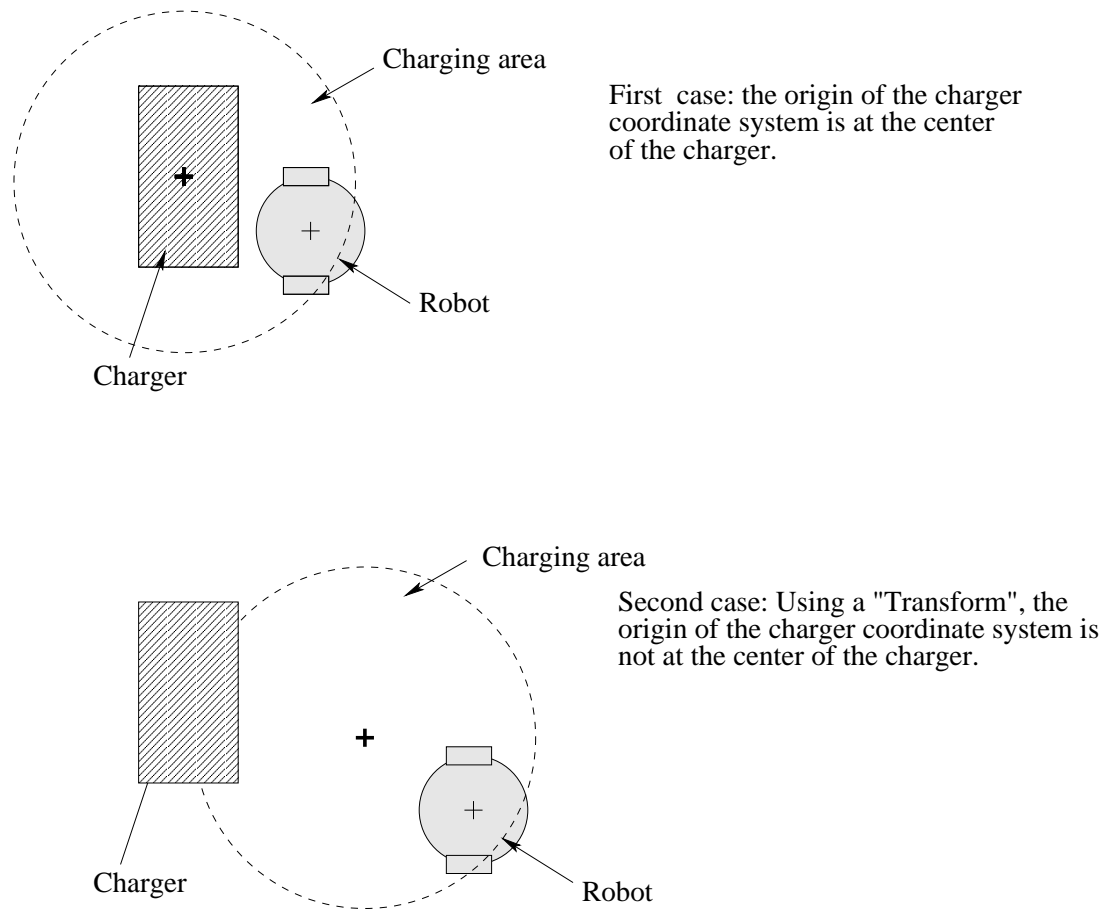 Charging area
First case: the origin of the charger
coordinate system is at the center
of the charger.
Robot
Charger
Charging area
Second case: Using a "Transform", the
origin of the charger coordinate system is
not at the center of the charger.
Charger
Robot